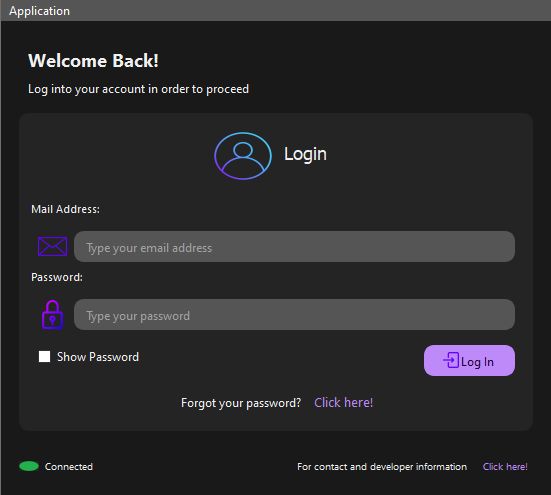 Application
Welcome Back!
Log into your account in order to proceed
Login
Mail Address:
Type your email address
Password:
Type your password
Show Password
Log In
Forgot your password? Click here!
Connected
For contact and developer information Click here!